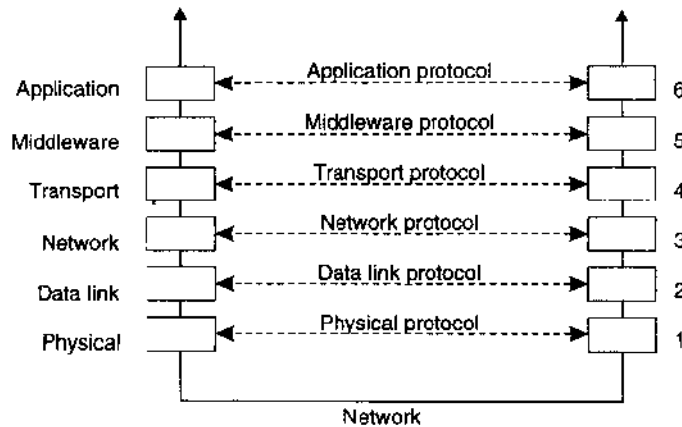 Application Application protocol 6
Middleware Middleware protocol 5
Transport Transport protocol 4
Network Network protocol 3
Data link Data link protocol 2
Physical Physical protocol 1
Network